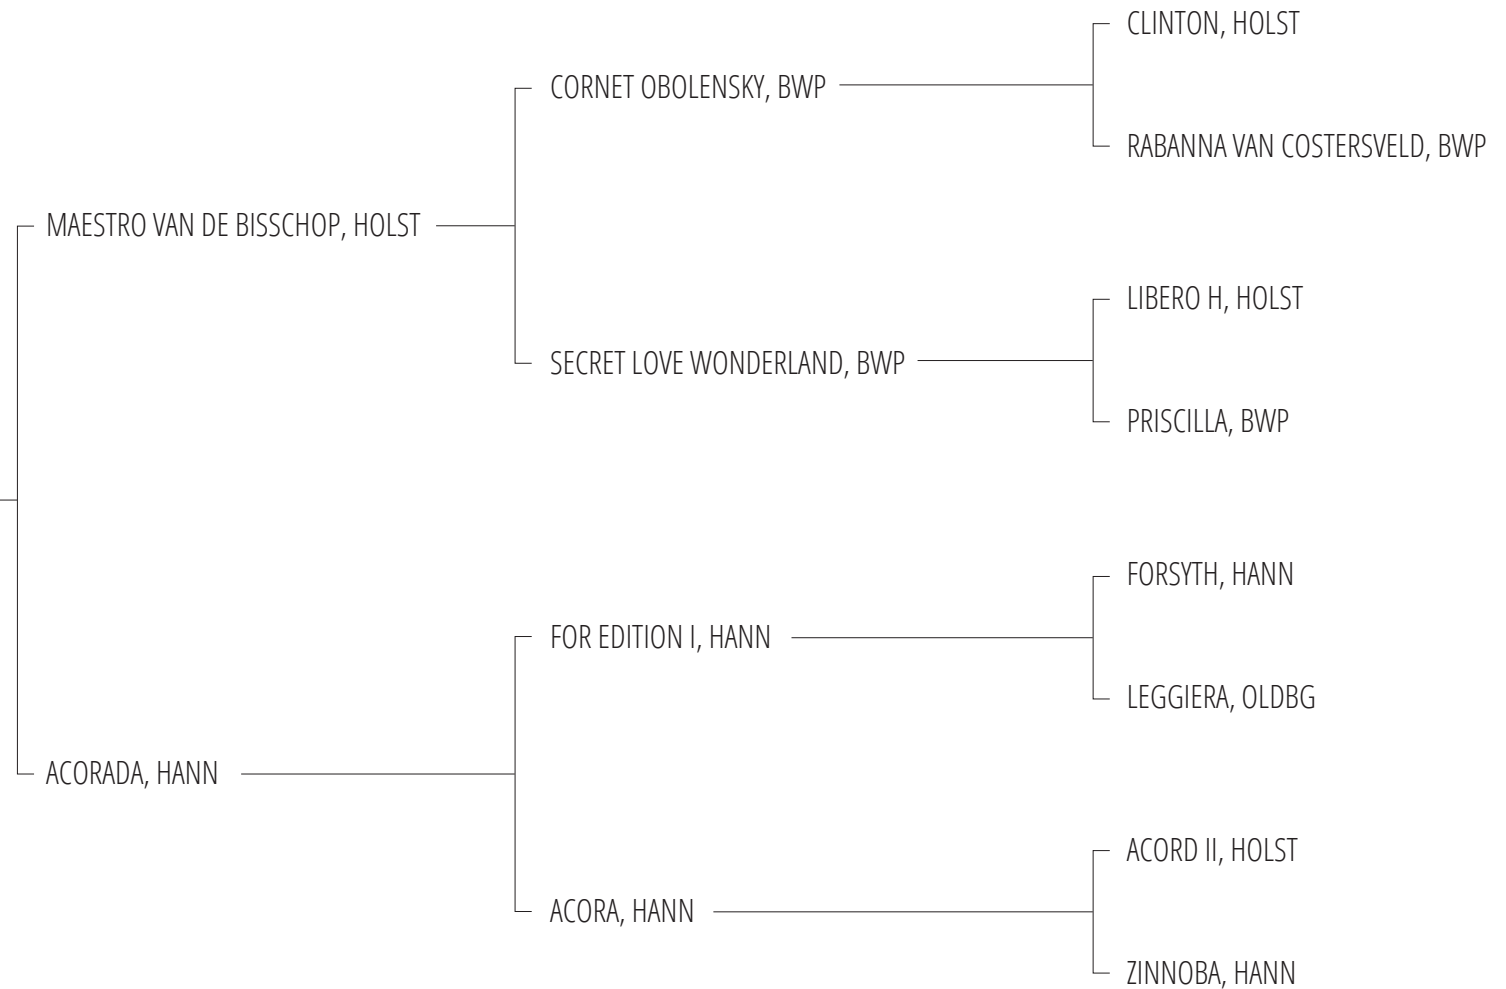 CLINTON, HOLST
CORNET OBOLENSKY, BWP
RABANNA VAN COSTERSVELD, BWP
MAESTRO VAN DE BISSCHOP, HOLST
LIBERO H, HOLST
SECRET LOVE WONDERLAND, BWP
PRISCILLA, BWP
FORSYTH, HANN
FOR EDITION I, HANN
LEGGIERA, OLDBG
ACORADA, HANN
ACORD II, HOLST
ACORA, HANN
ZINNOBA, HANN